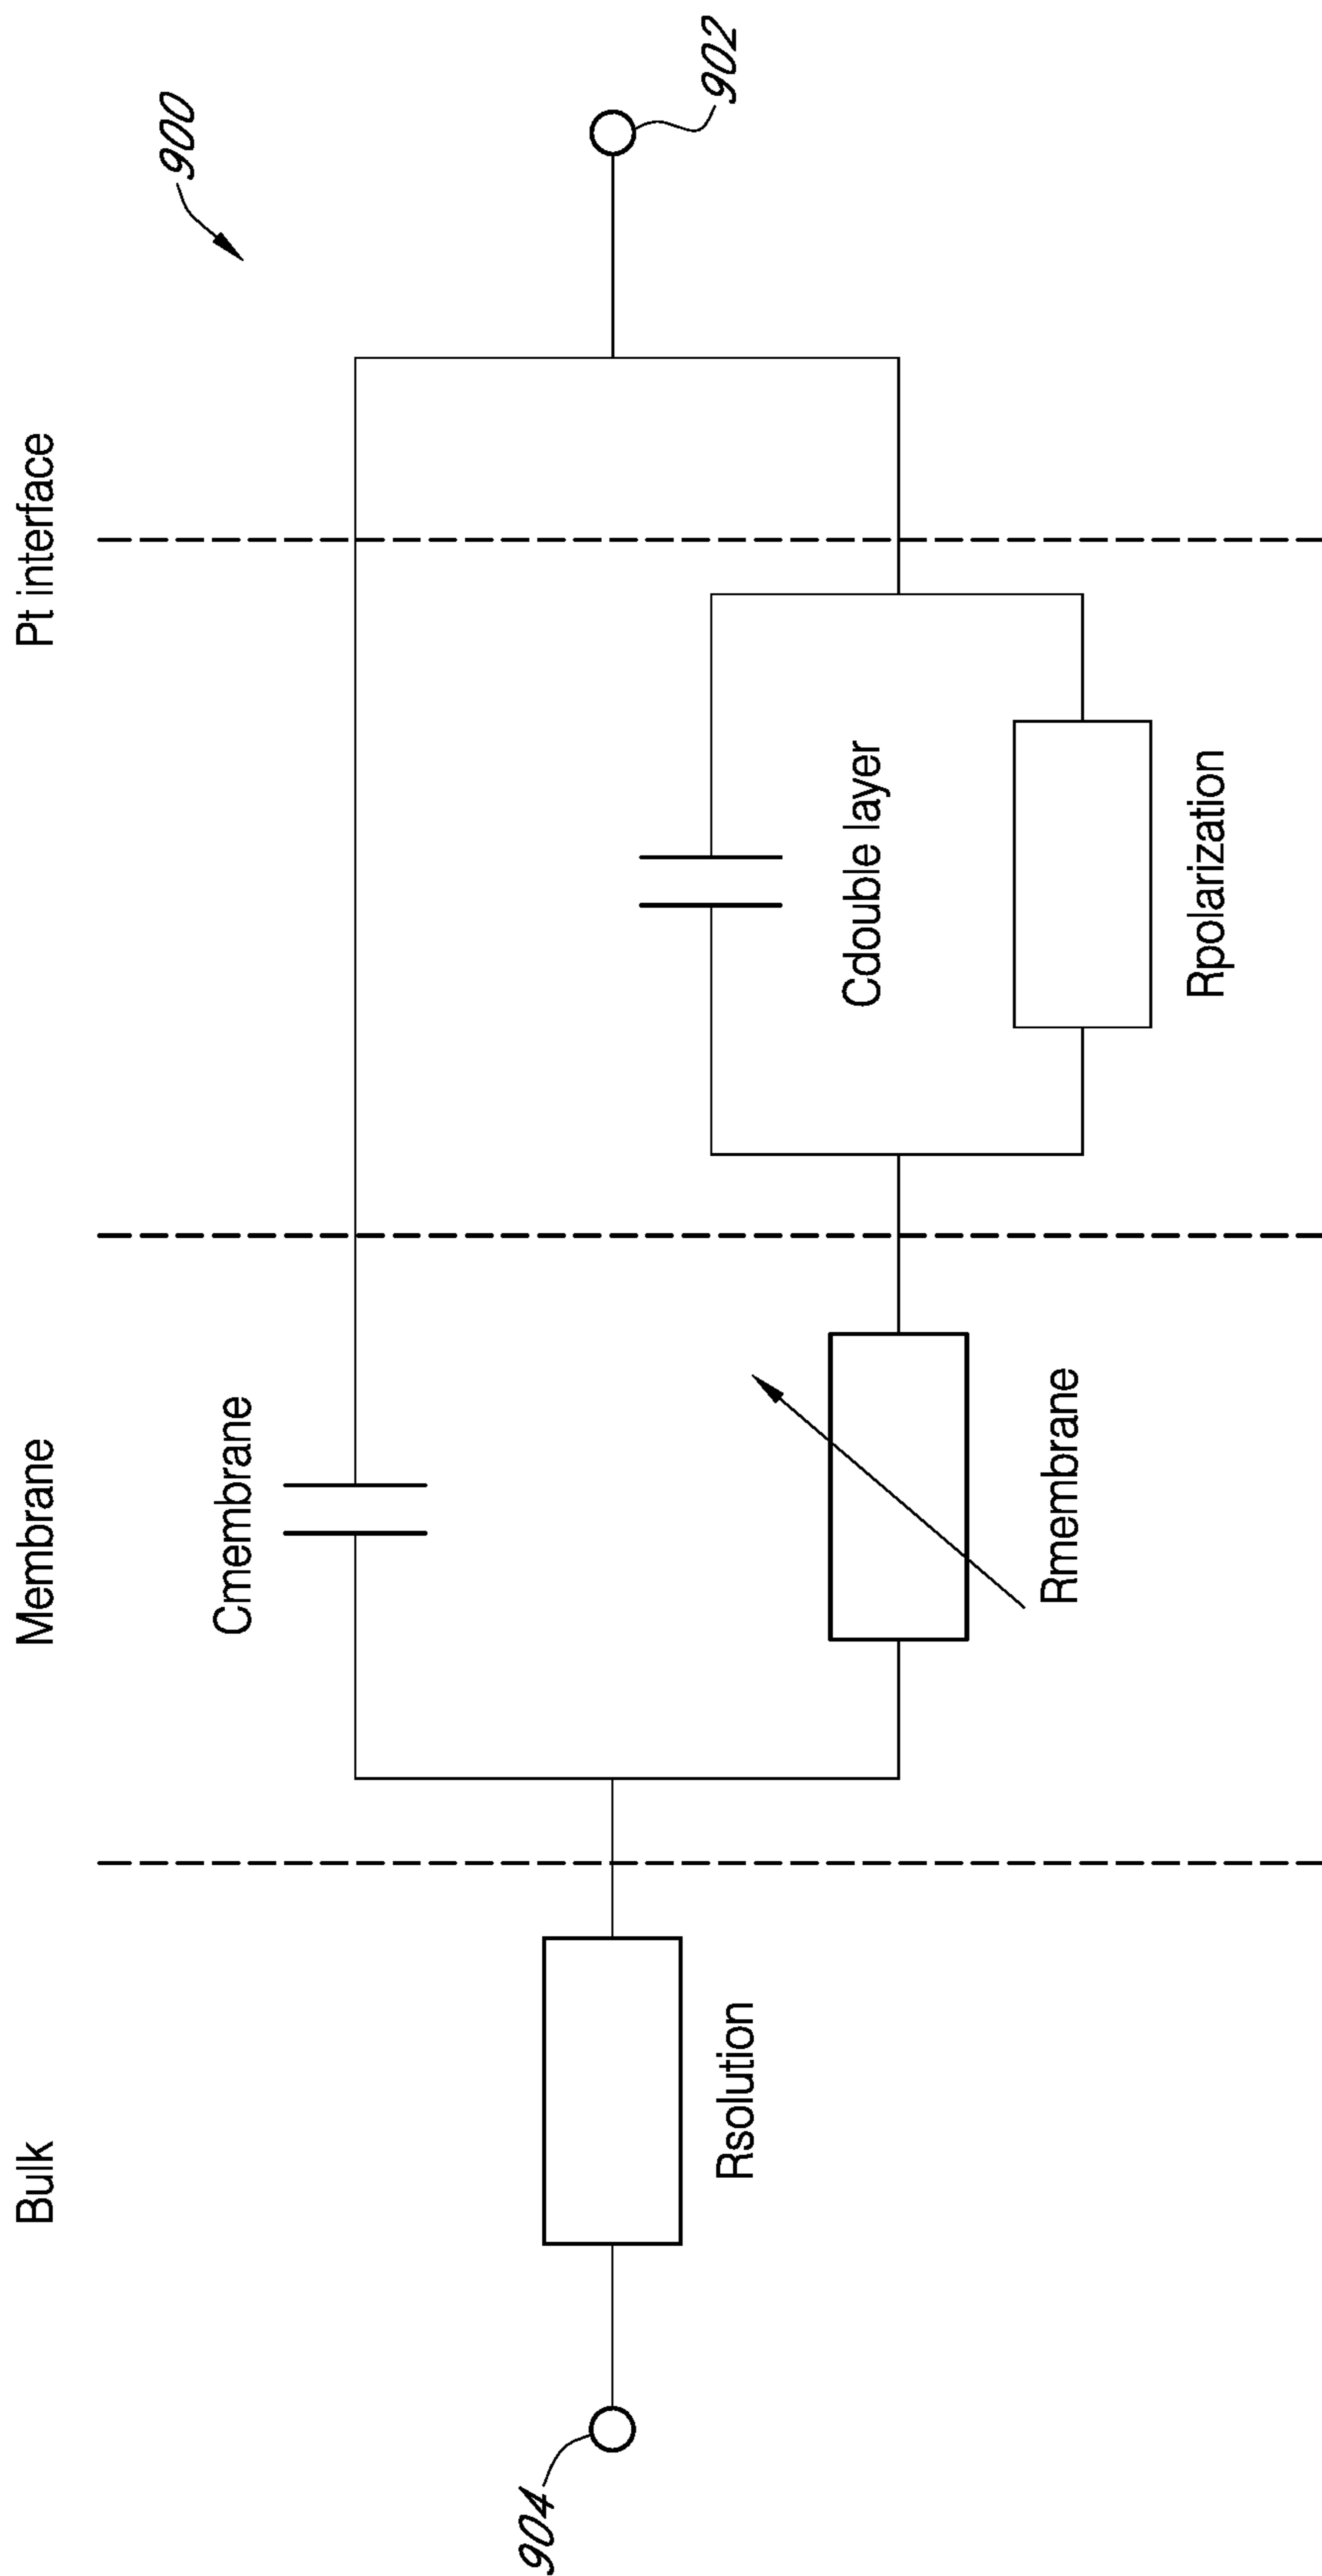 900
902
Bulk
Membrane
Pt interface
Cmembrane
Cdouble layer
Rsolution
Rmembrane
Rpolarization
904